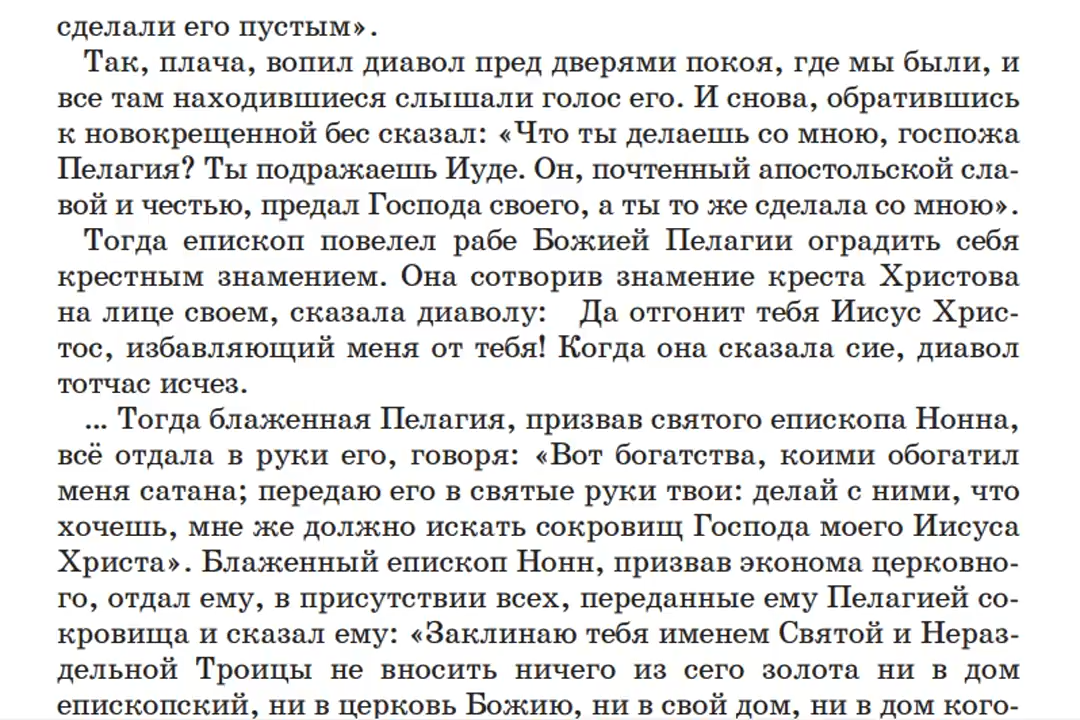 сделали его пустым».
Так, плача, вопил диавол пред дверями покоя, где мы были, и
все там находившиеся слышали голос его. И снова, обратившись
к новокрещенной бес сказал: «Что ты делаешь со мною, госпожа
Пелагия? Ты подражаешь Иуде. Он, почтенный апостольской сла-
вой и честью, предал Господа своего, а ты то же сделала со мною».
Тогда епископ повелел рабе Божией Пелагии оградить себя
крестным знамением. Она сотворив знамение креста Христова
на лице своем, сказала диаволу: Да отгонит тебя Иисус Хрис-
тос, избавляющий меня от тебя! Когда она сказала сие, диавол
тотчас исчез.
... Тогда блаженная Пелагия, призвав святого епископа Нонна,
всё отдала в руки его, говоря: «Вот богатства, коими обогатил
меня сатана; передаю его в святые руки твои: делай с ними, что
хочешь, мне же должно искать сокровищ Господа моего Иисуса
Христа». Блаженный епископ Нонн, призвав эконома церковно-
го, отдал ему, в присутствии всех, переданные ему Пелагией со-
кровища и сказал ему: «Заклинаю тебя именем Святой и Нераз-
дельной Троицы не вносить ничего из сего золота ни в дом
епископский, ни в церковь Божию, ни в свой дом, ни в дом кого-